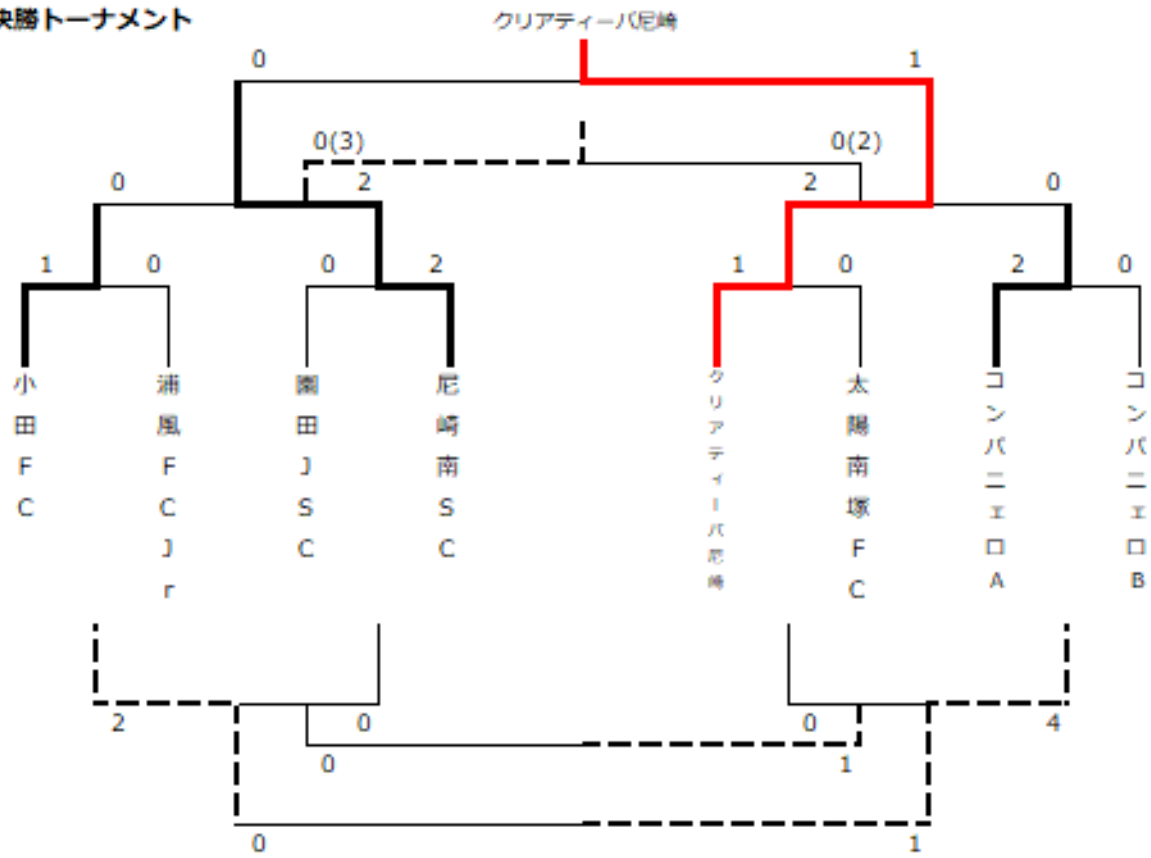 決勝トーナメント
クリアティーバ尼崎
0 1
0(3) 0(2)
0 2 2 0
1 0 0 2 1 0 2 0
小田FC
浦風FCJr
園田JSC
尼崎南SC
クリアティーバ尼崎
太陽南塚FC
コンパニエロA
コンパニエロB
2 0 0 4
0 1
0 1